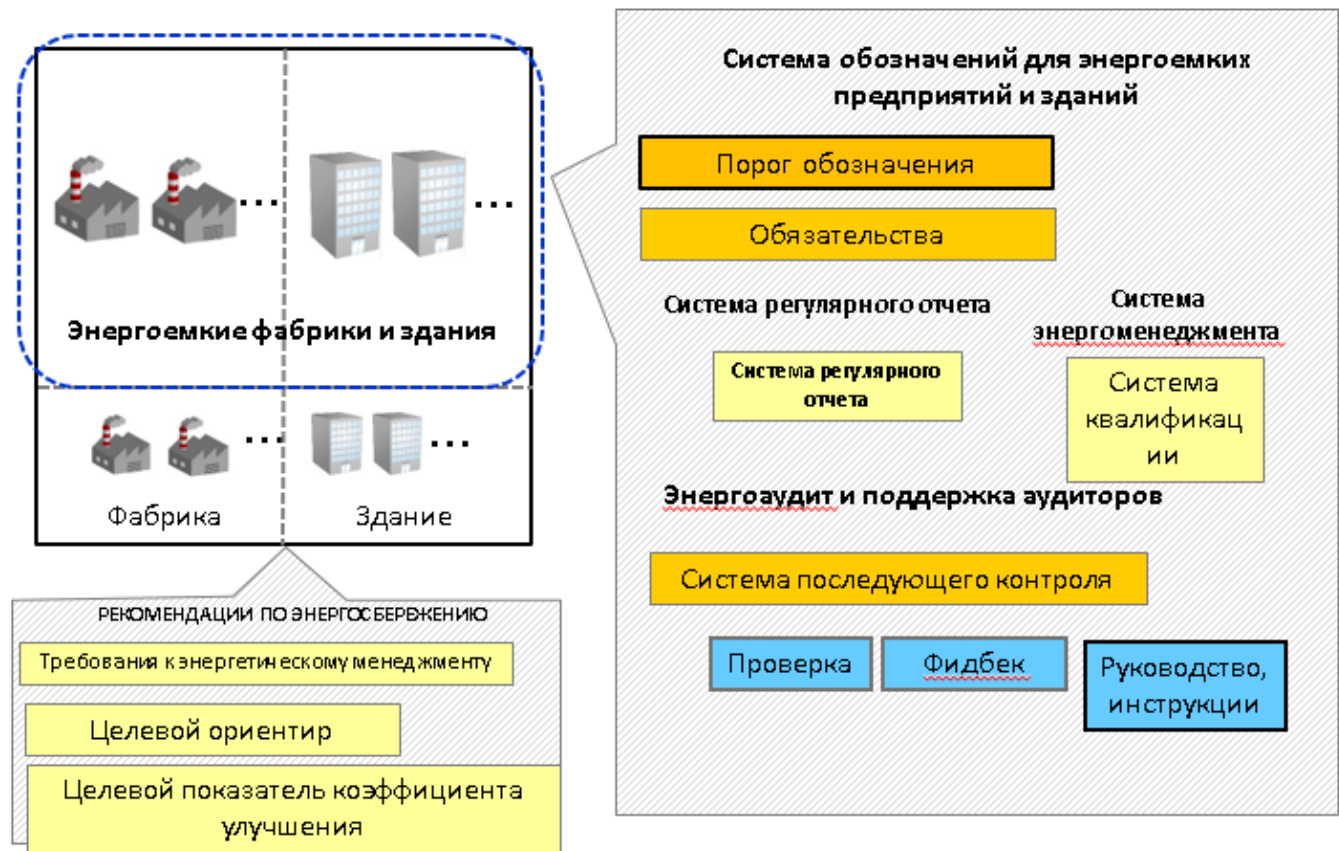 Энергоемкие фабрики и здания
Фабрика
Здание
РЕКОМЕНДАЦИИ ПО ЭНЕРГОСБЕРВЖЕНИЮ
Требования к энергетическому менеджменту
Целевой ориентир
Целевой показатель коэффициента
улучшения
Система обозначений для энергоемких
предприятий и зданий
Порог обозначения
Обязательства
Система регулярного отчета
Система
энергоменеджмента
Система регулярного
отчета
Система
квалификац
ии
Энергоаудит и поддержка аудиторов
Система последующего контроля
Проверка
Фидбек
Руководство,
инструкции